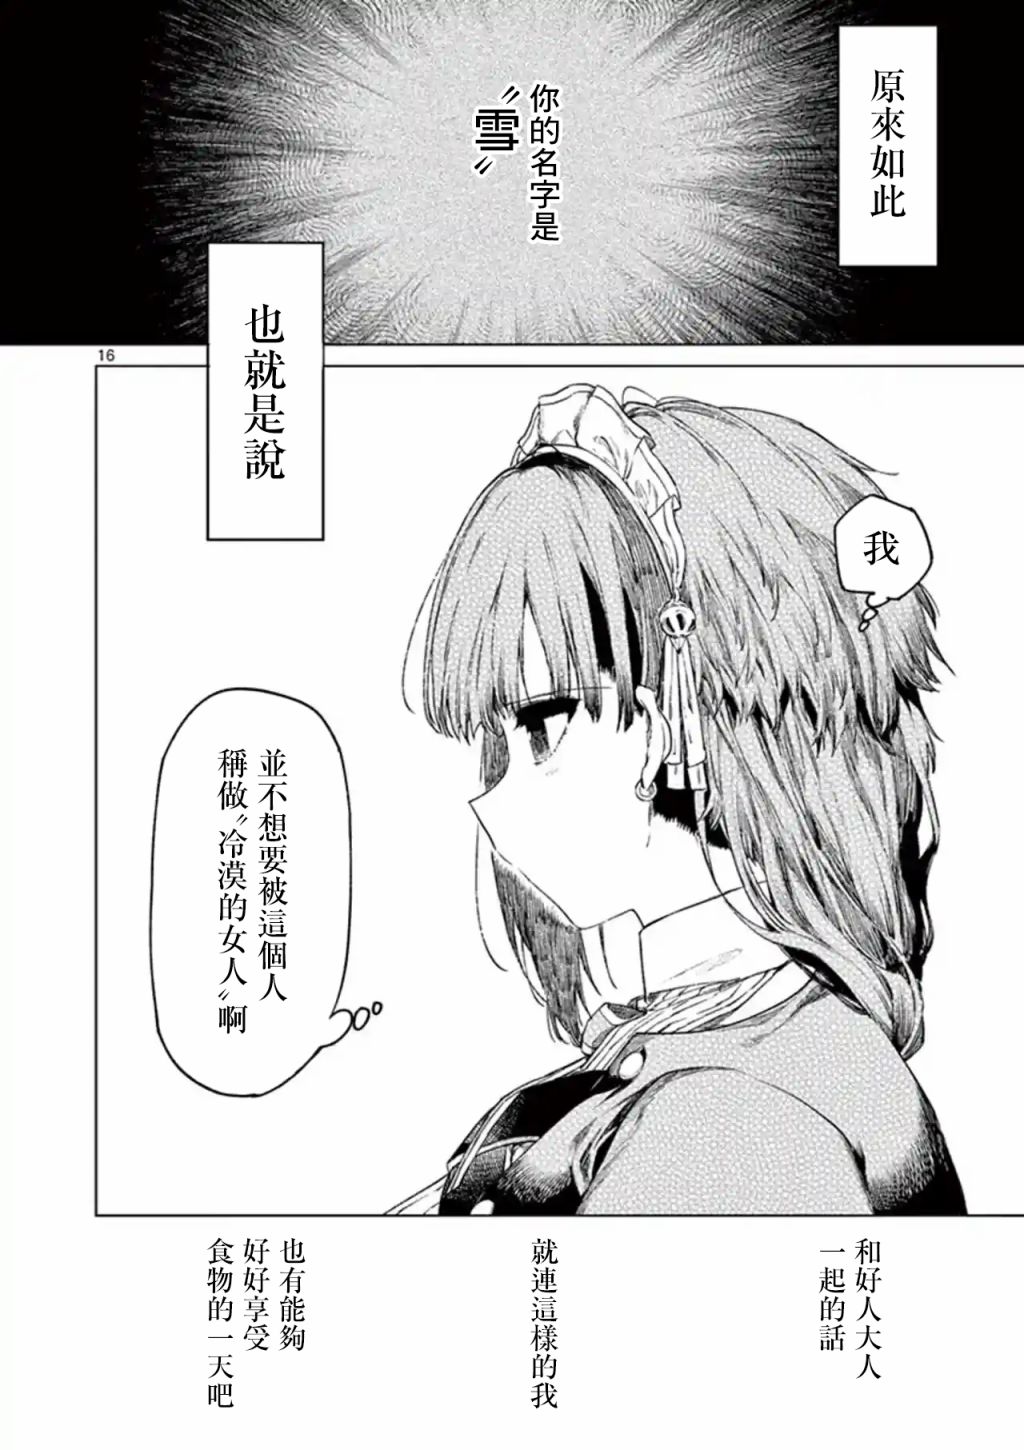 原來如此
你的名字是
〝雪〟
也就是說
16
我
並不想要被這個人
稱做〝冷漠的女人〟啊
和好人大人
一起的話
就連這樣的我
也有能夠
好好享受
食物的一天吧